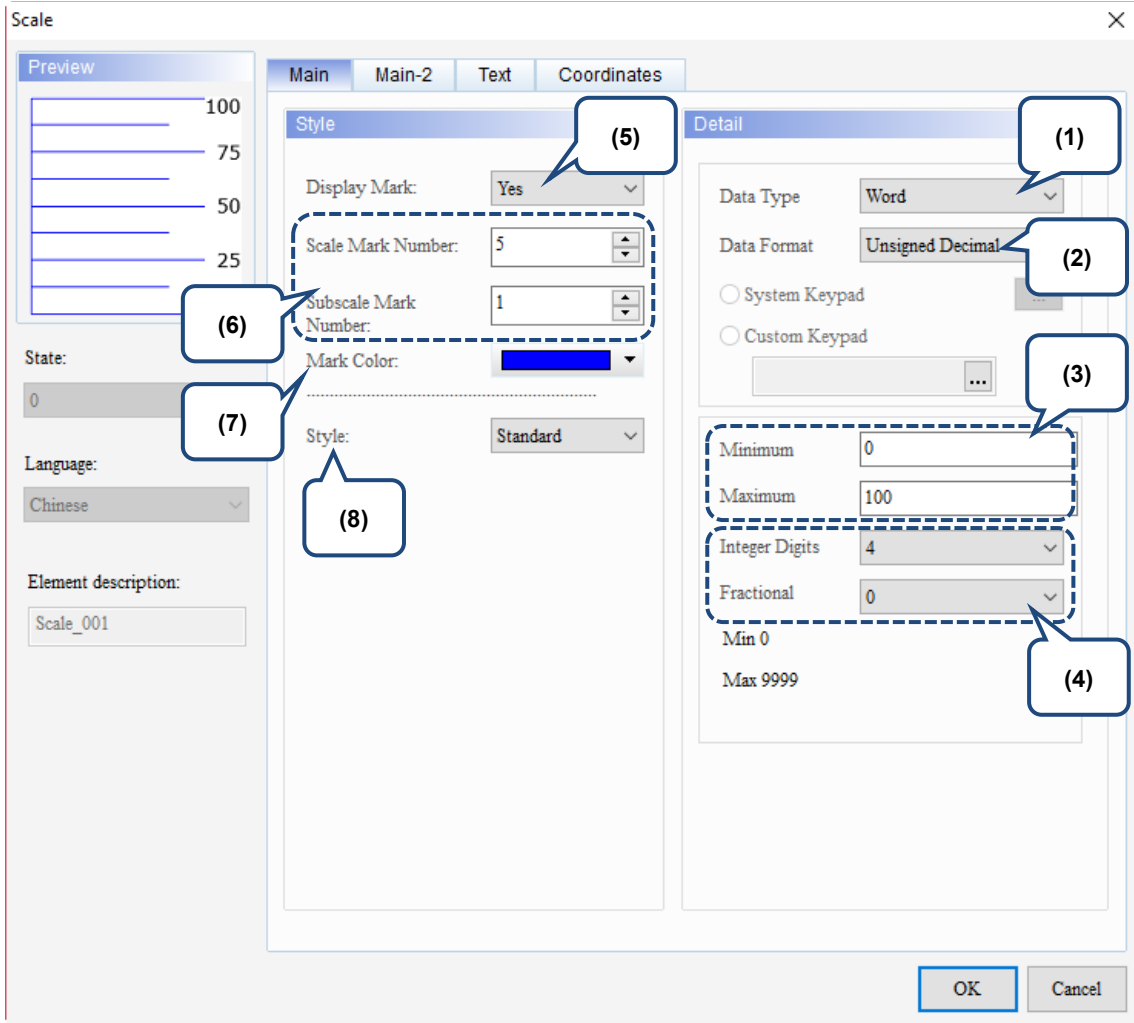 Scale
Preview
100
75
50
25
State:
0
Language:
Chinese
Element description:
Scale_001
Main
Main-2
Text
Coordinates
Style
(5)
Display Mark:
Yes
Scale Mark Number:
5
Subscale Mark
Number:
1
(6)
Mark Color:
(7)
Style:
Standard
(8)
Detail
(1)
Data Type
Word
Data Format
Unsigned Decimal
(2)
System Keypad
...
Custom Keypad
...
(3)
Minimum
0
Maximum
100
Integer Digits
4
Fractional
0
(4)
Min 0
Max 9999
OK
Cancel